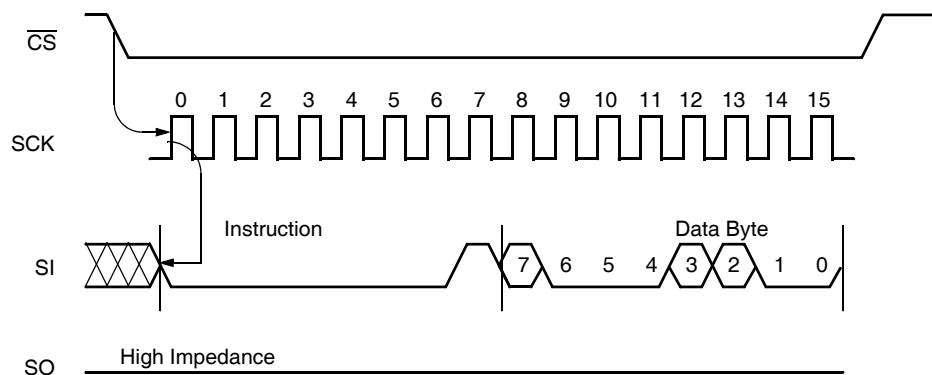 CS
0 1 2 3 4 5 6 7 8 9 10 11 12 13 14 15
SCK
Instruction
Data Byte
SI
7 6 5 4 3 2 1 0
High Impedance
SO